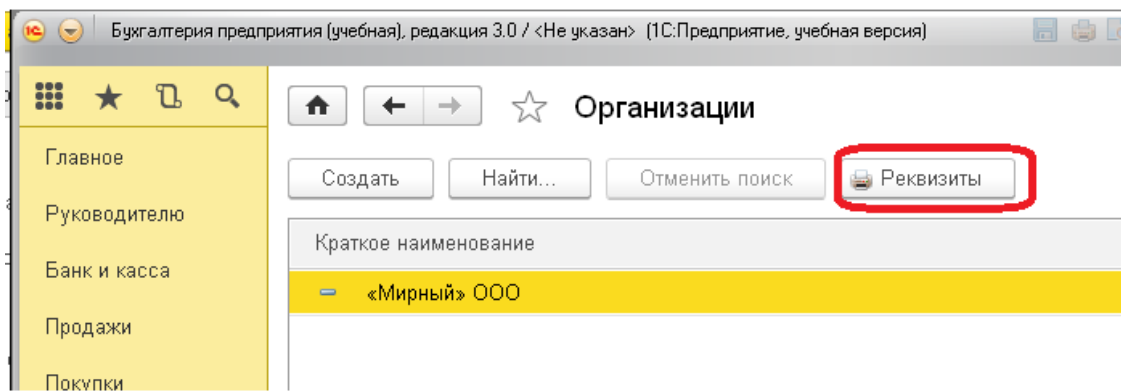 1С Бухгалтерия предприятия (учебная), редакция 3.0 / <Не указан> (1С:Предприятие, учебная версия)
Организации
Главное
Руководителю
Банк и касса
Продажи
Покупки
Создать Найти... Отменить поиск Реквизиты
Краткое наименование
«Мирный» ООО